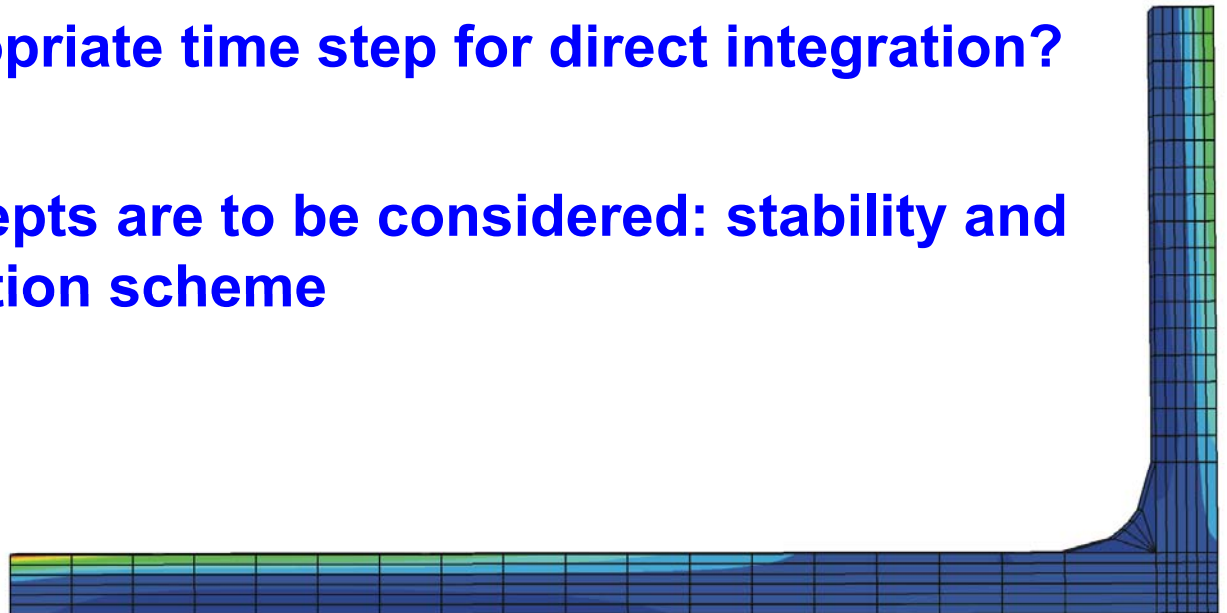 opriate time step for direct integration?
epts are to be considered: stability and
tion scheme